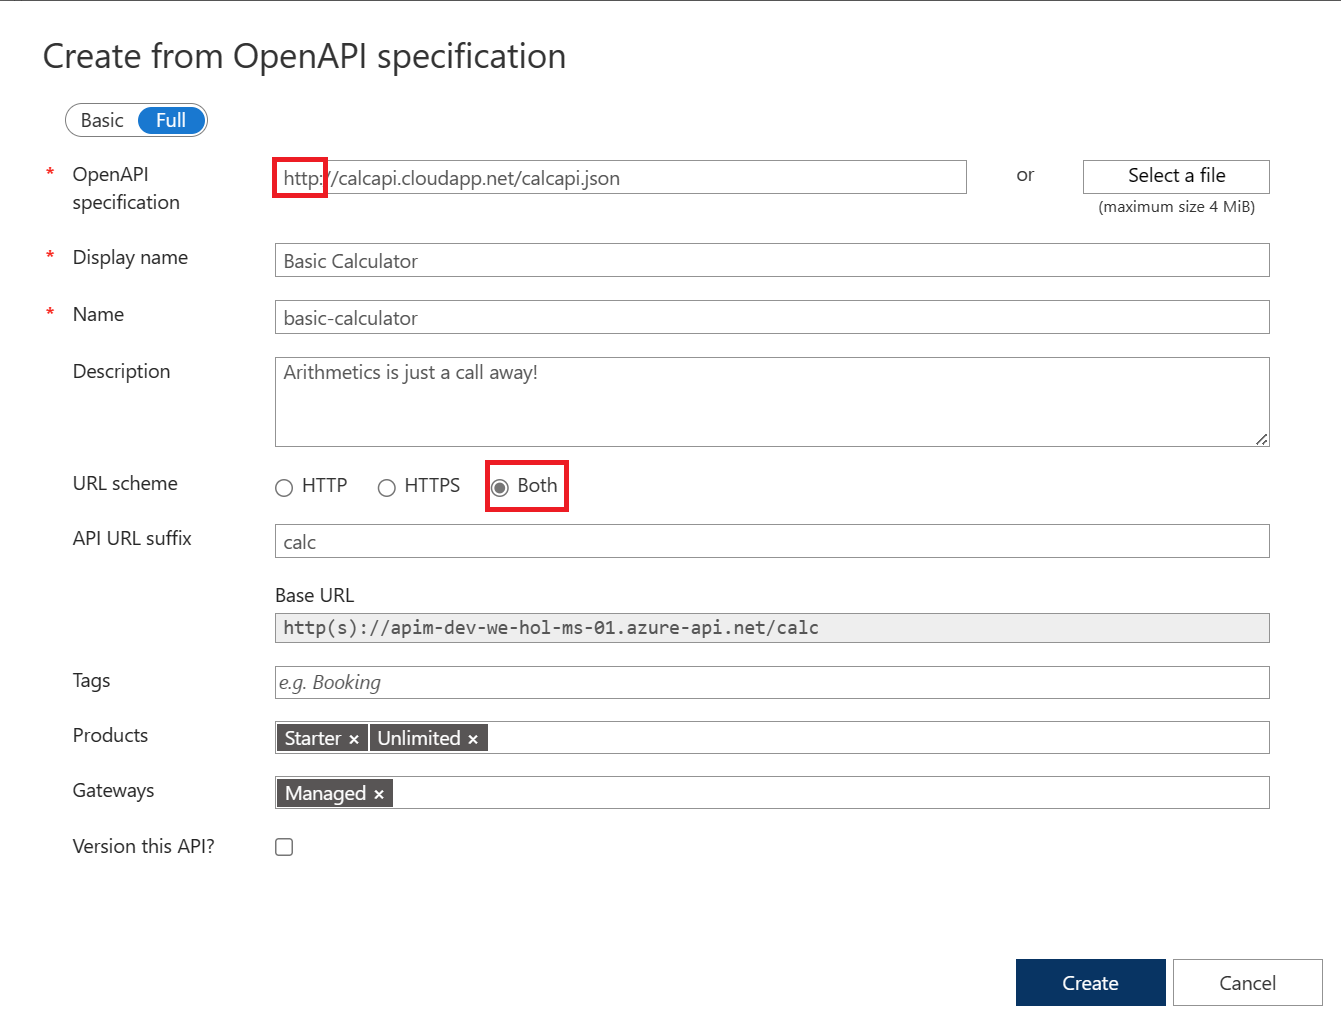 Create from OpenAPI specification
Basic Full
* OpenAPI specification http://calcapi.cloudapp.net/calcapi.json or Select a file
(maximum size 4 MiB)
* Display name Basic Calculator
* Name basic-calculator
Description Arithmetics is just a call away!
URL scheme HTTP HTTPS Both
API URL suffix calc
Base URL
http(s)://apim-dev-we-hol-ms-01.azure-api.net/calc
Tags e.g. Booking
Products Starter × Unlimited ×
Gateways Managed ×
Version this API?
Create Cancel